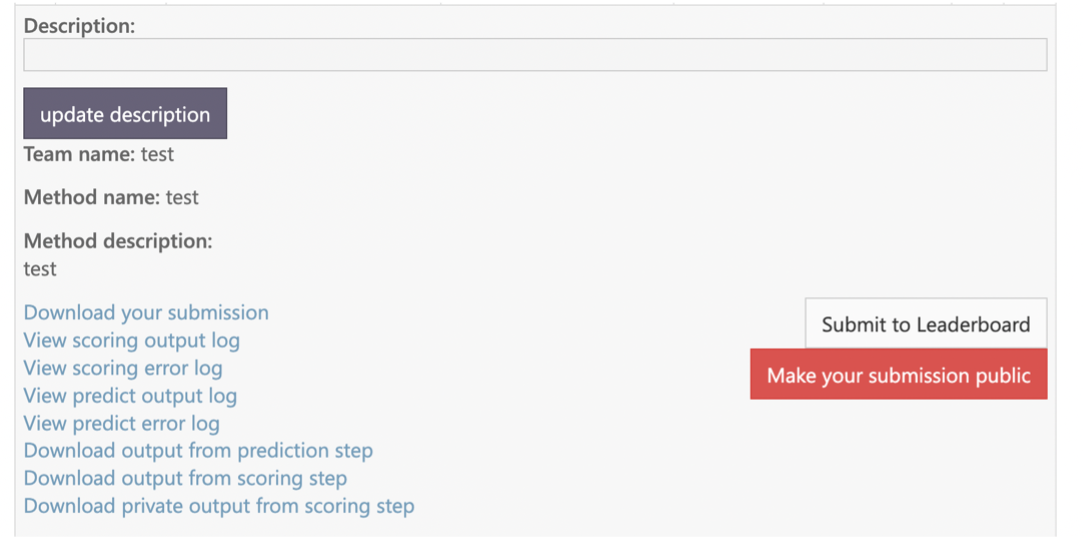 Description:
update description
Team name: test
Method name: test
Method description:
test
Download your submission
View scoring output log
View scoring error log
View predict output log
View predict error log
Download output from prediction step
Download output from scoring step
Download private output from scoring step
Submit to Leaderboard
Make your submission public